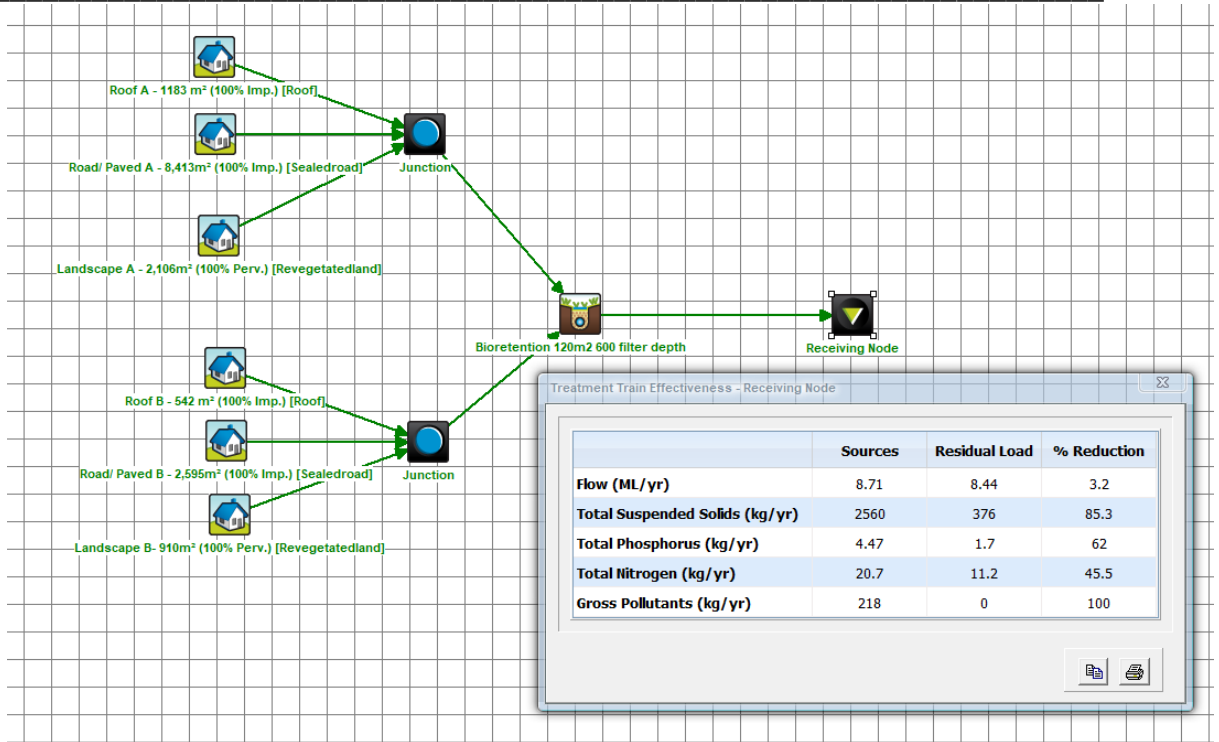 Roof A - 1183 m² (100% Imp.) [Roof]
Road/ Paved A - 8,413m² (100% Imp.) [Sealedroad]
Junction
Landscape A - 2,106m² (100% Perv.) [Revegetatedland]
Bioretention 120m2 600 filter depth
Receiving Node
Roof B - 542 m² (100% Imp.) [Roof]
Road/ Paved B - 2,595m² (100% Imp.) [Sealedroad]
Junction
Landscape B- 910m² (100% Perv.) [Revegetatedland]
Treatment Train Effectiveness - Receiving Node
Sources Residual Load % Reduction
Flow (ML/yr) 8.71 8.44 3.2
Total Suspended Solids (kg/yr) 2560 376 85.3
Total Phosphorus (kg/yr) 4.47 1.7 62
Total Nitrogen (kg/yr) 20.7 11.2 45.5
Gross Pollutants (kg/yr) 218 0 100